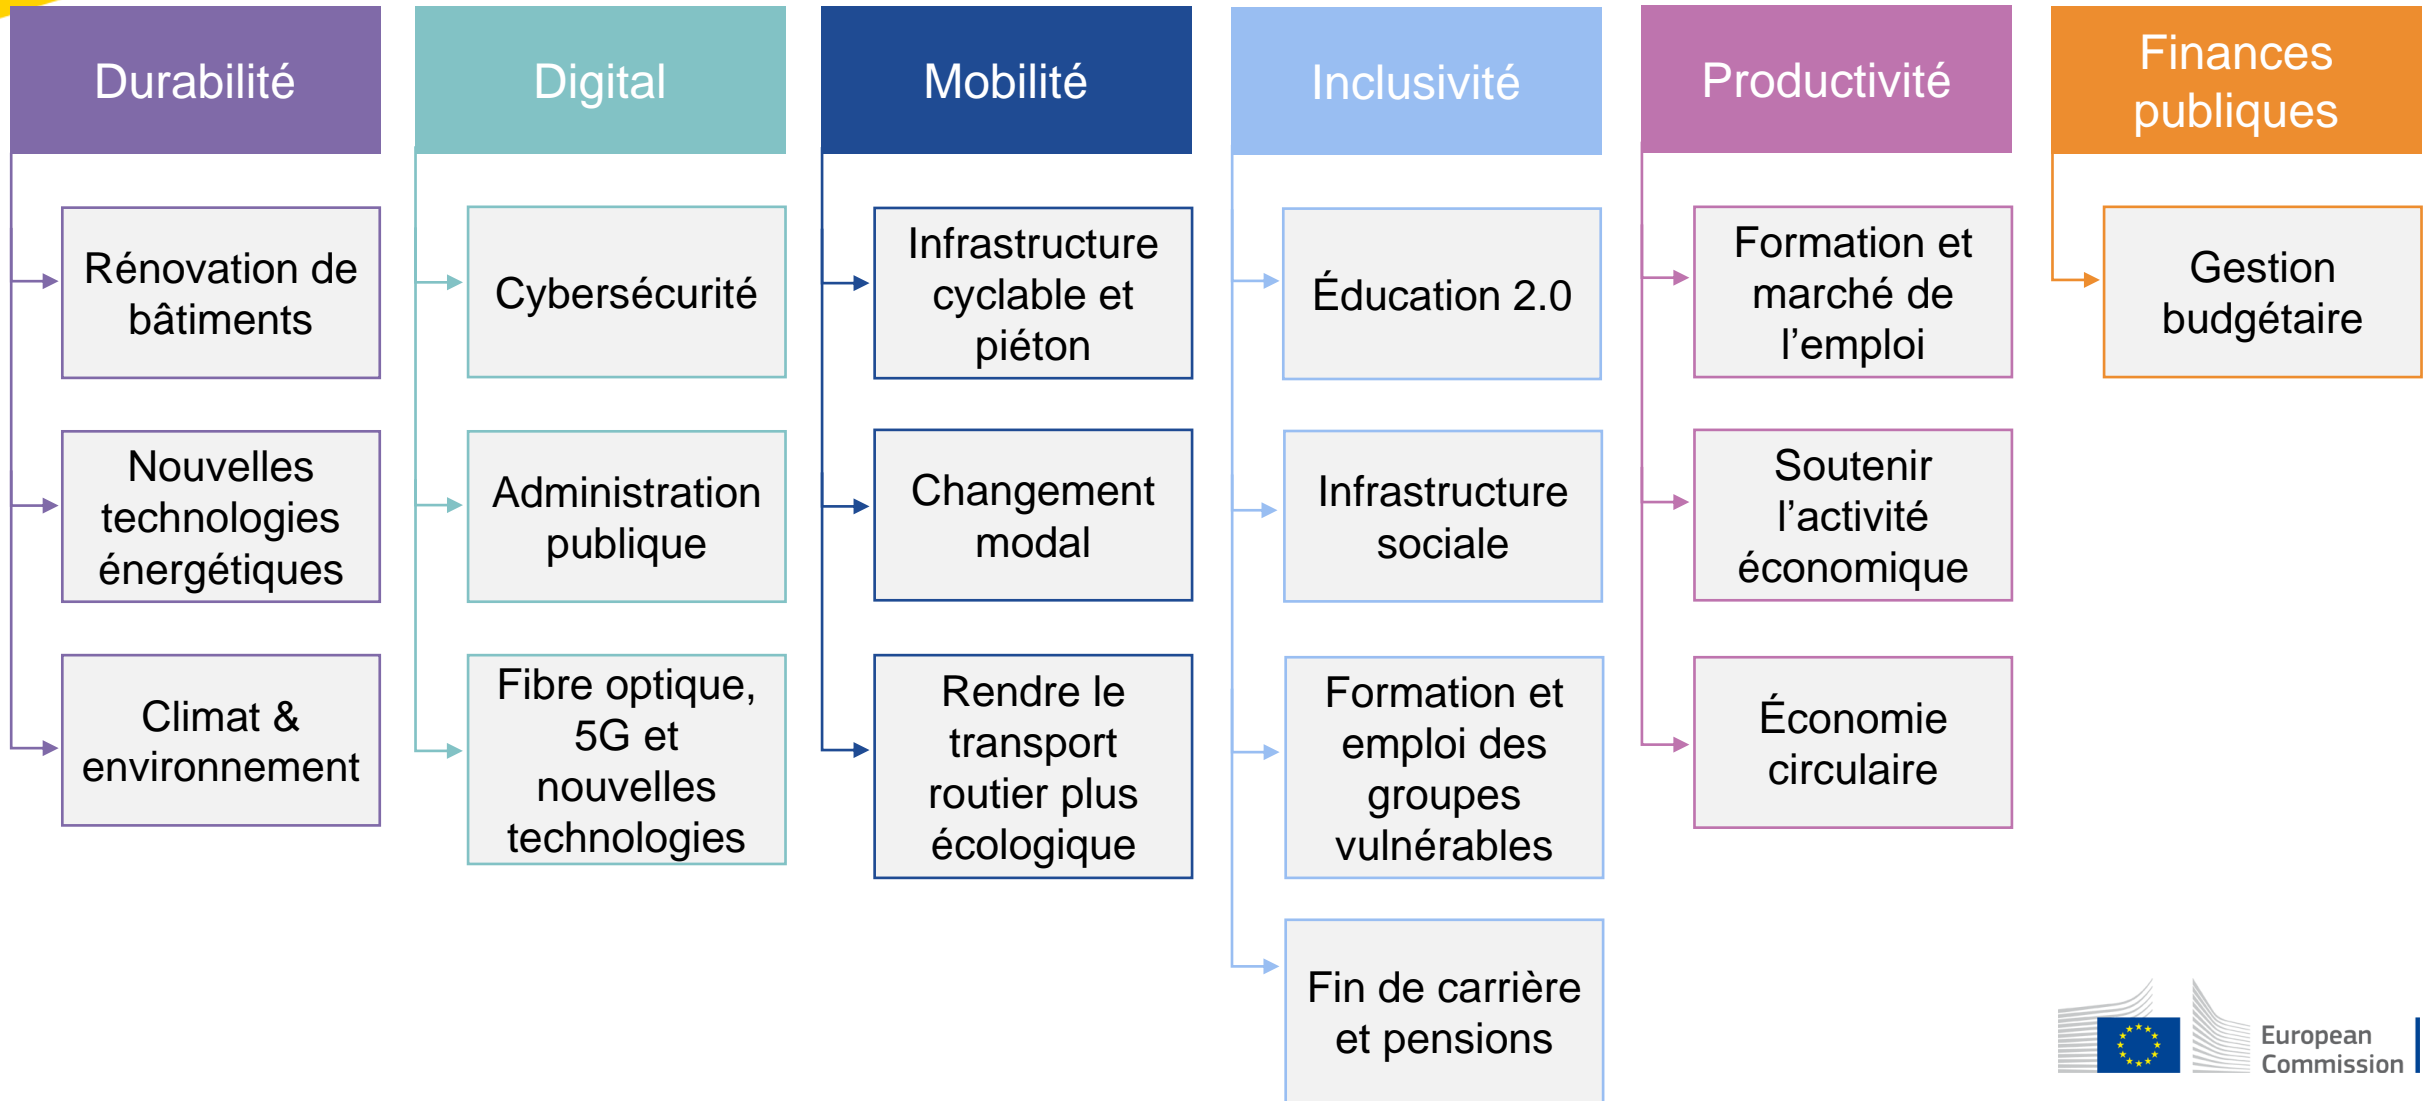 Durabilité
Rénovation de
bâtiments
Nouvelles
technologies
énergétiques
Climat &
environnement
Digital
Cybersécurité
Administration
publique
Fibre optique,
5G et
nouvelles
technologies
Mobilité
Infrastructure
cyclable et
piéton
Changement
modal
Rendre le
transport
routier plus
écologique
Inclusivité
Éducation 2.0
Infrastructure
sociale
Formation et
emploi des
groupes
vulnérables
Fin de carrière
et pensions
Productivité
Formation et
marché de
l’emploi
Soutenir
l’activité
économique
Économie
circulaire
Finances
publiques
Gestion
budgétaire
European
Commission